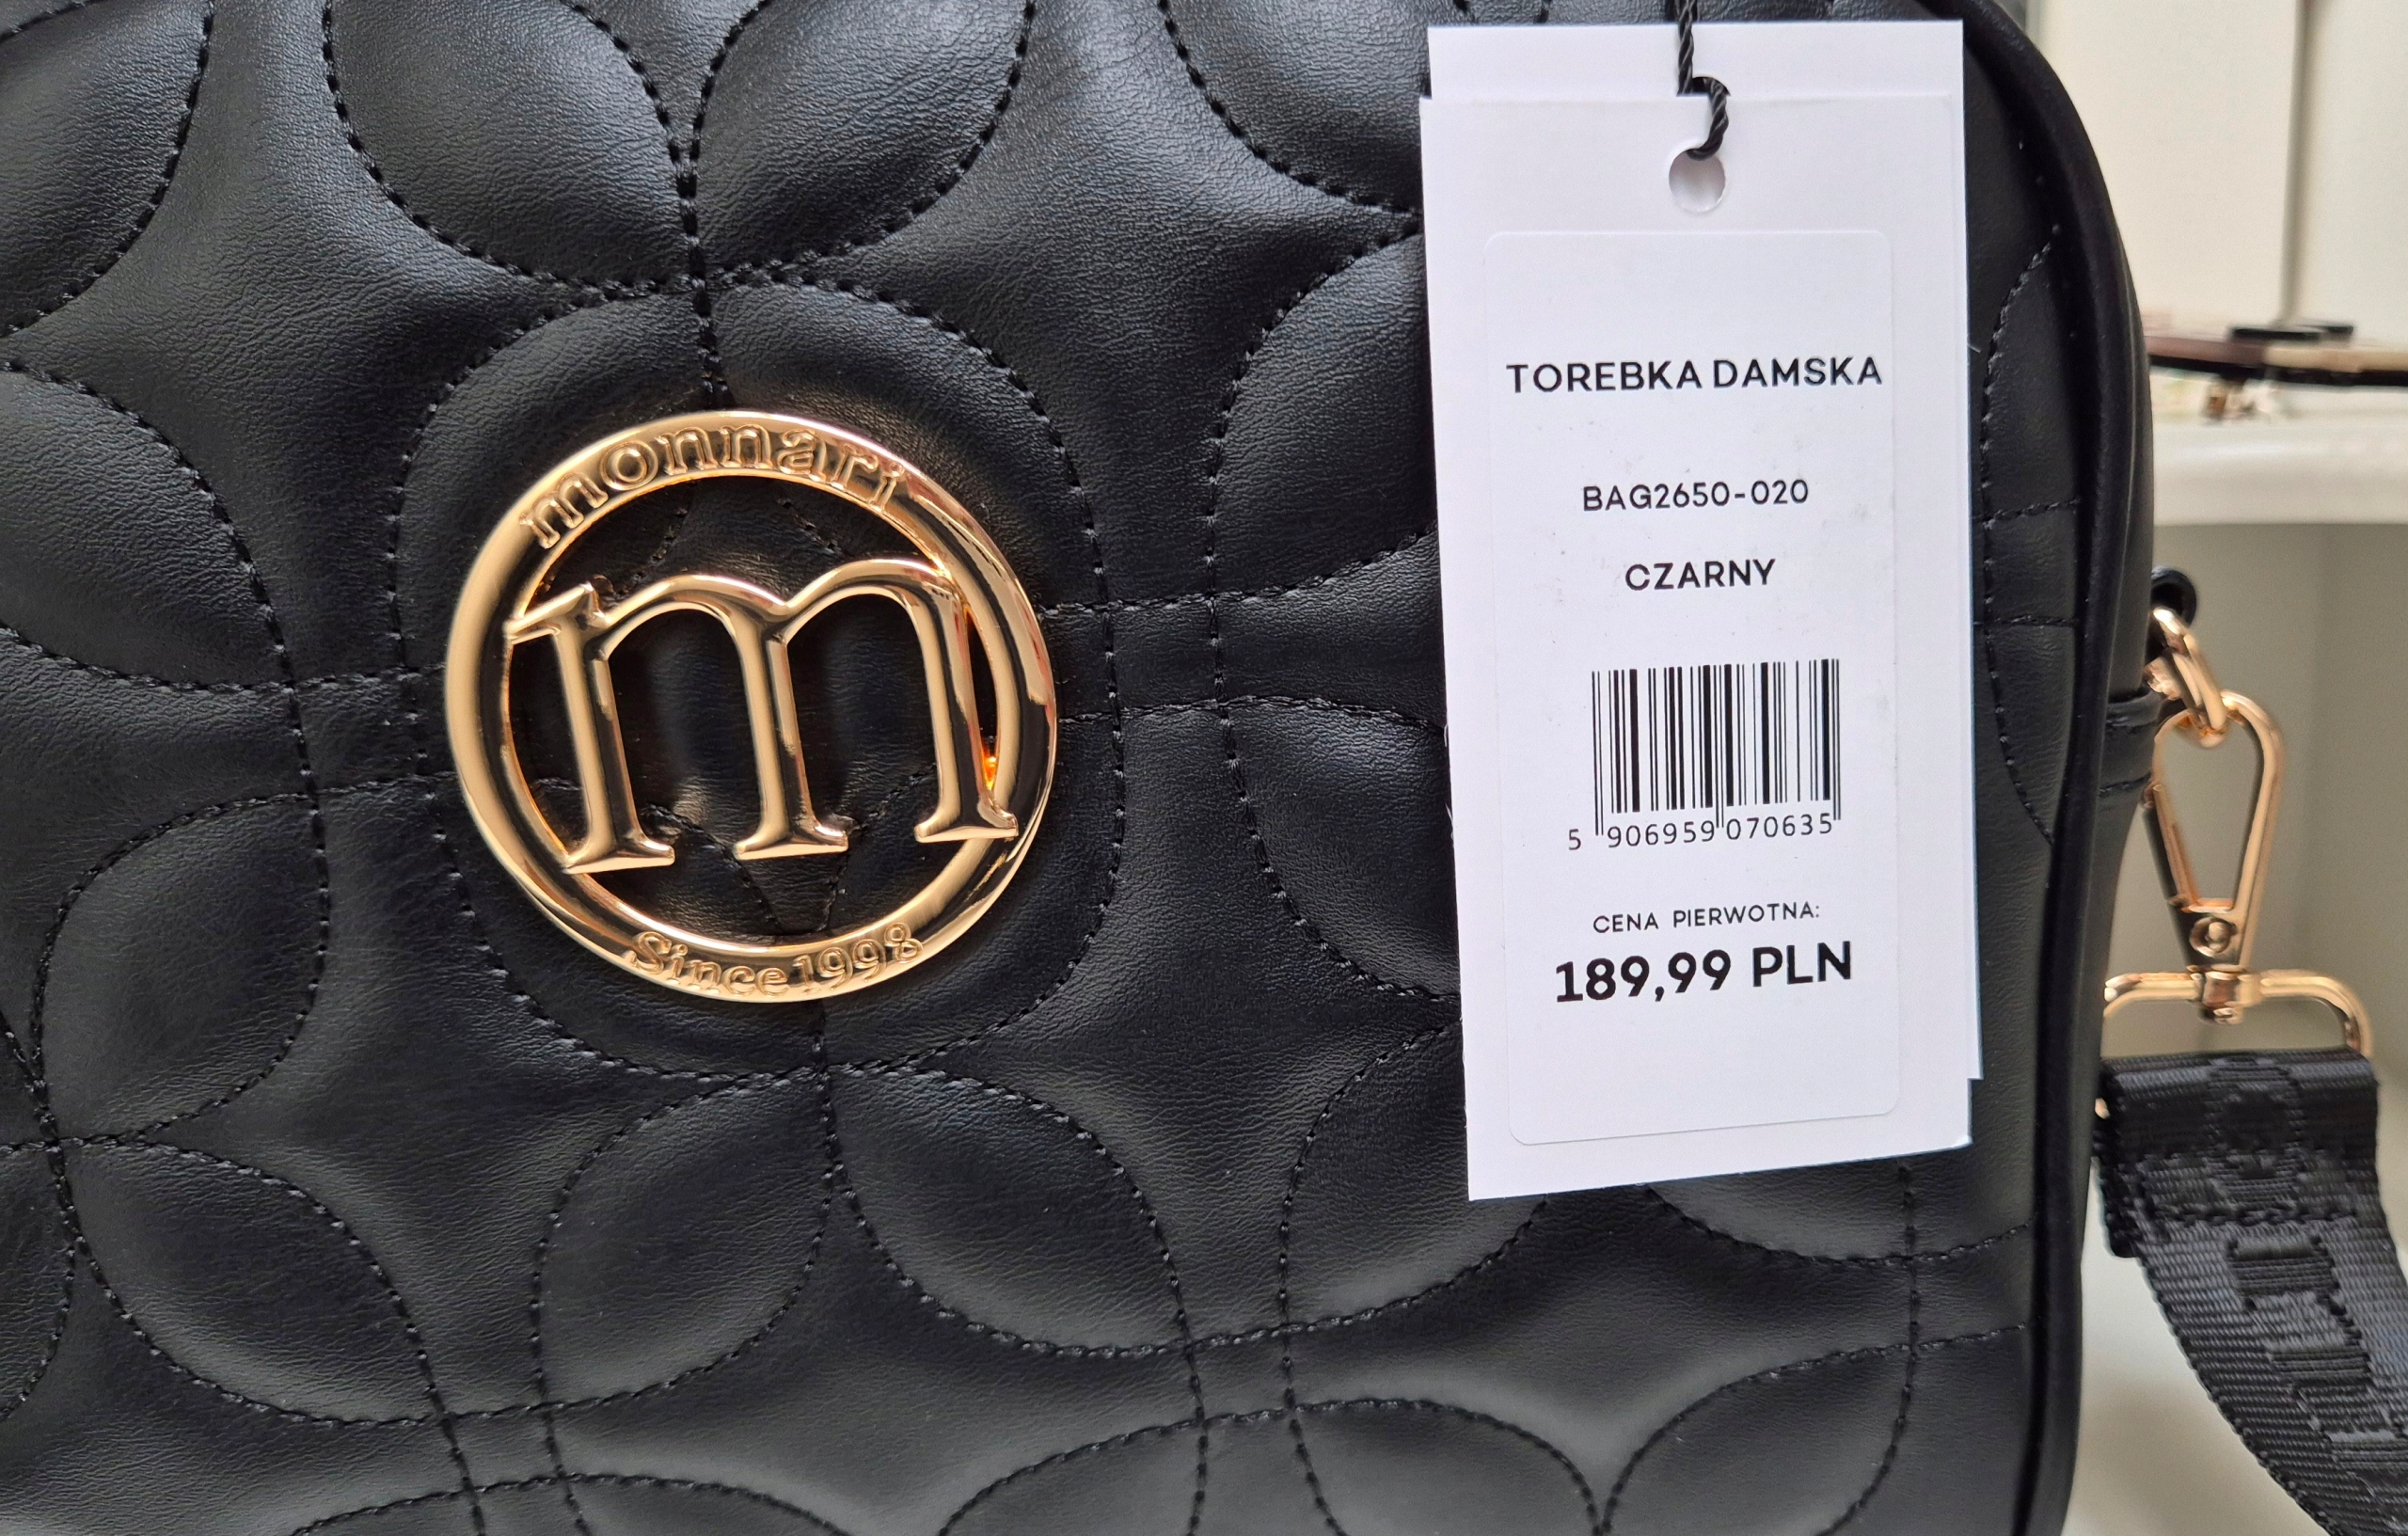 monnari
m
Since 1998
TOREBKA DAMSKA
BAG2650-020
CZARNY
5 906959 070635
CENA PIERWOTNA:
189,99 PLN